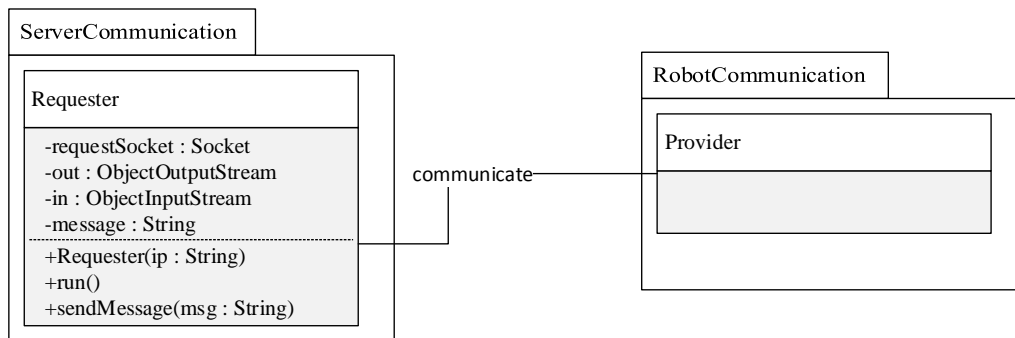 ServerCommunication
Requester
-requestSocket : Socket
-out : ObjectOutputStream
-in : ObjectInputStream
-message : String
+Requester(ip : String)
+run()
+sendMessage(msg : String)
communicate
RobotCommunication
Provider